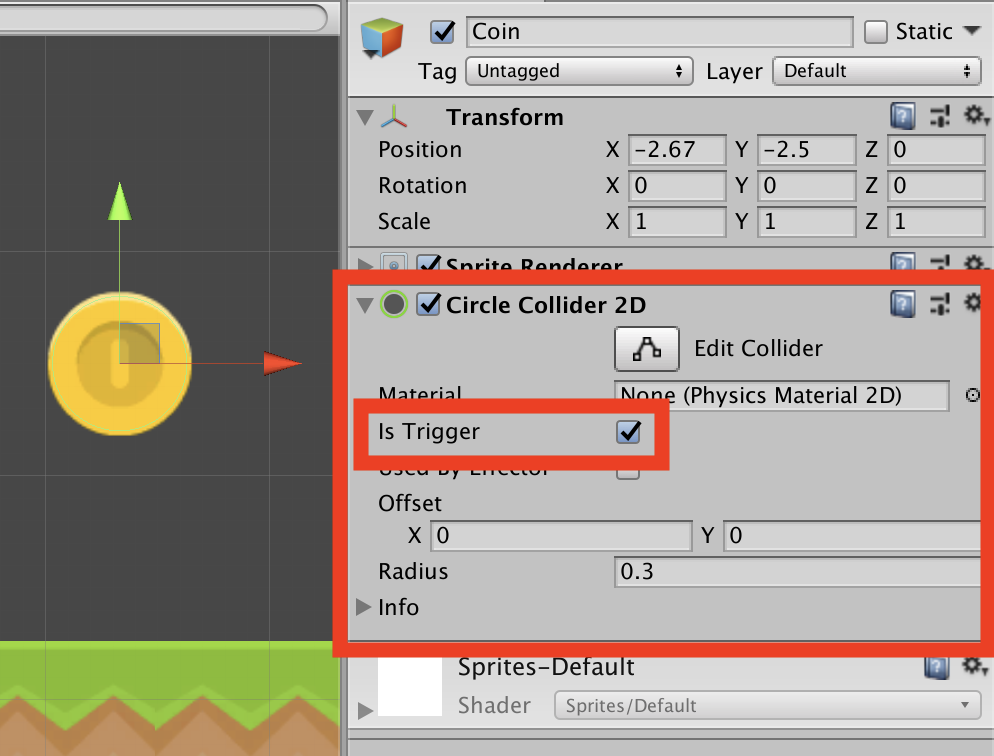 Coin Static
Tag Untagged Layer Default
Transform
Position X -2.67 Y -2.5 Z 0
Rotation X 0 Y 0 Z 0
Scale X 1 Y 1 Z 1
Sprite Renderer
Circle Collider 2D
Edit Collider
Material None (Physics Material 2D)
Is Trigger
Used By Effector
Offset
X 0 Y 0
Radius 0.3
Info
Sprites-Default
Shader Sprites/Default